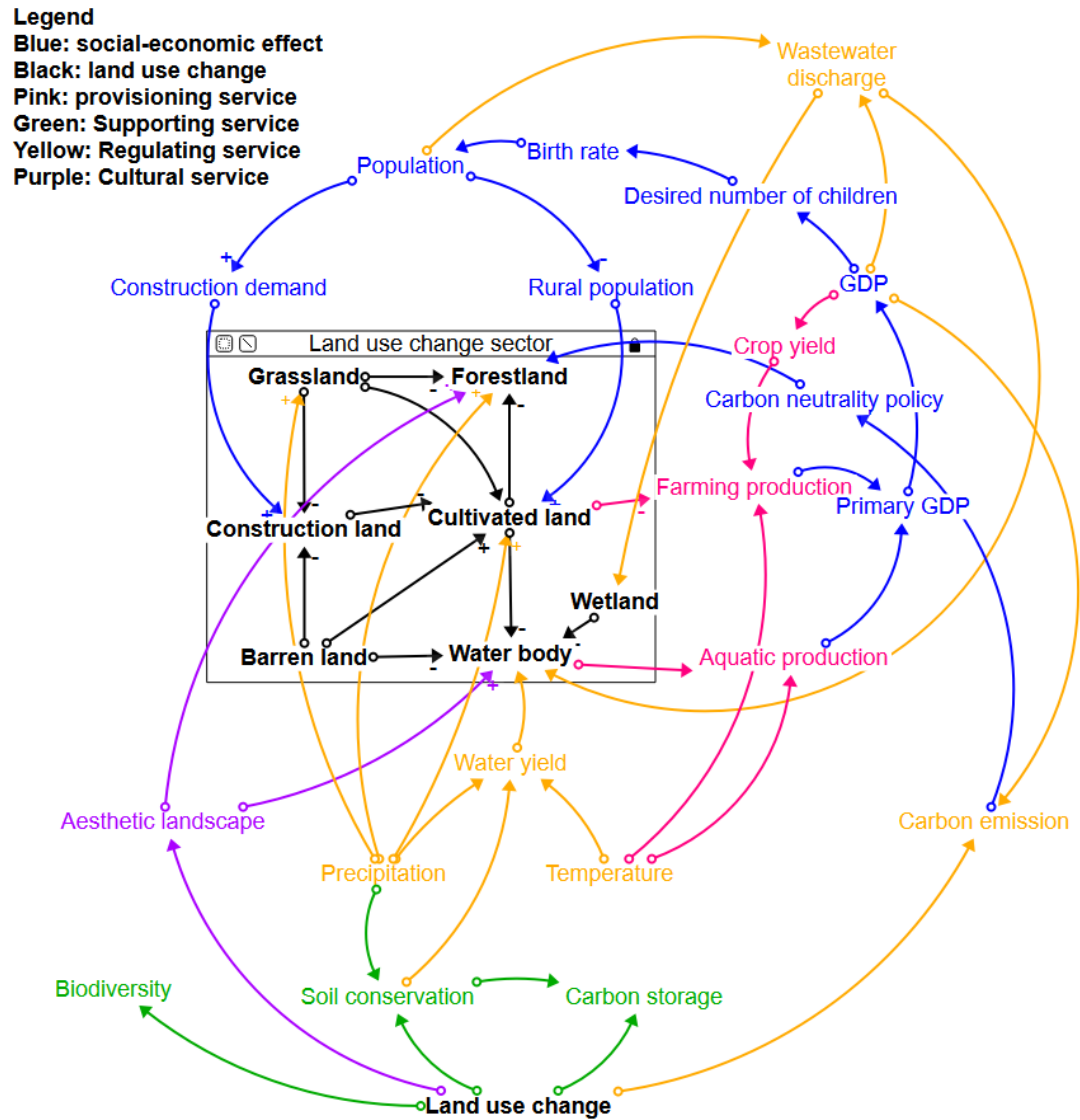 Legend
Blue: social-economic effect
Black: land use change
Pink: provisioning service
Green: Supporting service
Yellow: Regulating service
Purple: Cultural service
Wastewater
discharge
Population
Birth rate
Desired number of children
+
-
Construction demand
Rural population
GDP
Land use change sector
Crop yield
Grassland
Forestland
-
+
+
Carbon neutrality policy
-
Farming production
Primary GDP
-
-
+
+
-
Construction land
Cultivated land
-
+
+
-
Wetland
-
-
Barren land
Water body
-
Aquatic production
+
Water yield
Aesthetic landscape
Carbon emission
Precipitation
Temperature
Biodiversity
Soil conservation
Carbon storage
Land use change